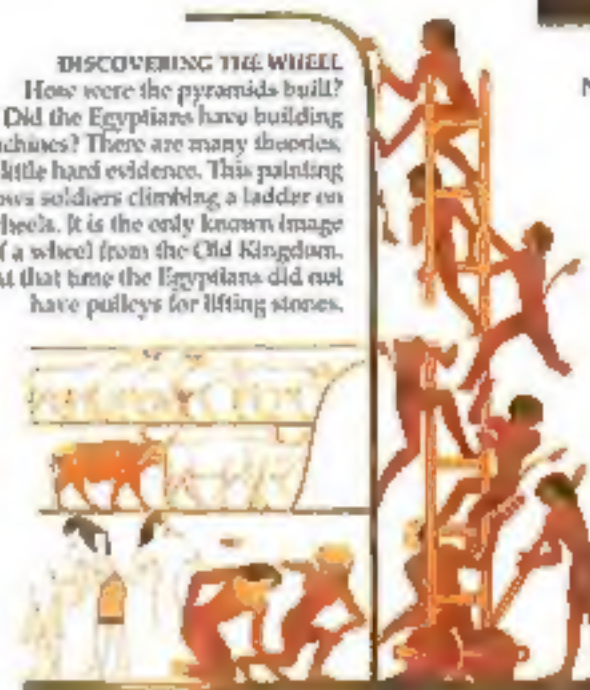 DISCOVERING THE WHEEL
How were the pyramids built?
Did the Egyptians have building
achines? There are many theories,
little hard evidence. This painting
ows soldiers climbing a ladder on
heels. It is the only known image
f a wheel from the Old Kingdom.
At that time the Egyptians did not
have pulleys for lifting stones.
N